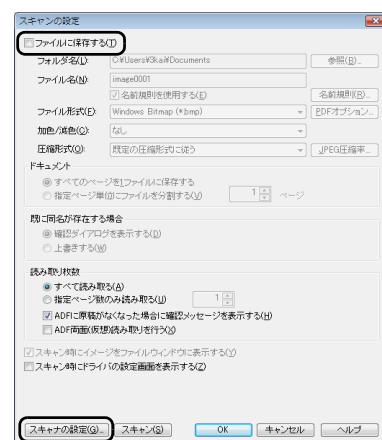 スキャンの設定
ファイルに保存する(T)
フォルダ名(L): C:¥Users¥3kai¥Documents 参照(B)...
ファイル名(N): image0001
名前規則を使用する(E) 名前規則(R)...
ファイル形式(F): Windows Bitmap (*.bmp) PDFオプション...
加色/減色(C): なし
圧縮形式(O): 既定の圧縮形式に従う JPEG圧縮率...
ドキュメント
すべてのページを1ファイルに保存する
指定ページ単位にファイルを分割する(V) 1 ページ
既に同名が存在する場合
確認ダイアログを表示する(D)
上書きする(W)
読み取り枚数
すべて読み取る(A)
指定ページ数のみ読み取る(U) 1
ADFに原稿がなくなった場合に確認メッセージを表示する(H)
ADF両面(仮想)読み取りを行う(X)
スキャン時にイメージをファイルウィンドウに表示する(Y)
スキャン時にドライバの設定画面を表示する(Z)
スキャナの設定(G)... スキャン(S) OK キャンセル ヘルプ